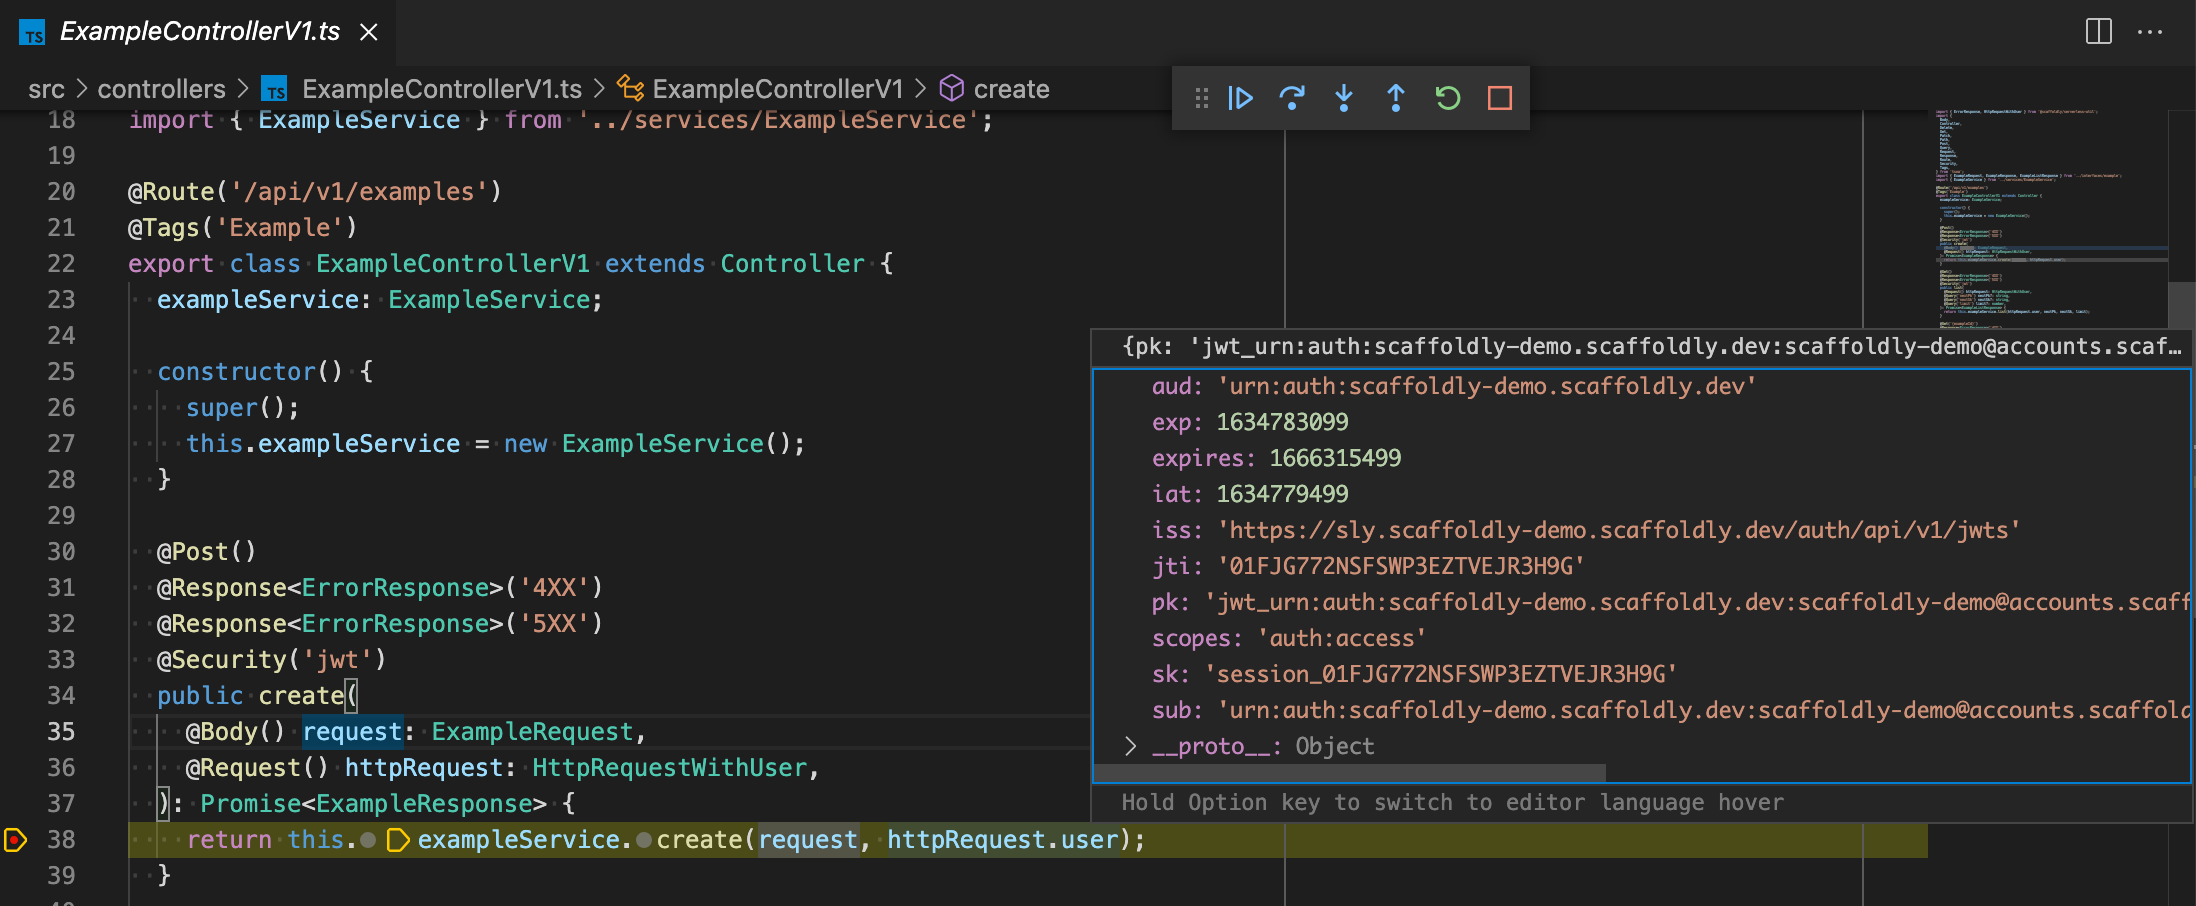 TS ExampleControllerV1.ts
src > controllers > TS ExampleControllerV1.ts > ExampleControllerV1 > create
18 import { ExampleService } from '../services/ExampleService';
19
20 @Route('/api/v1/examples')
21 @Tags('Example')
22 export class ExampleControllerV1 extends Controller {
23 exampleService: ExampleService;
24
25 constructor() {
26 super();
27 this.exampleService = new ExampleService();
28 }
29
30 @Post()
31 @Response<ErrorResponse>('4XX')
32 @Response<ErrorResponse>('5XX')
33 @Security('jwt')
34 public create(
35 @Body() request: ExampleRequest,
36 @Request() httpRequest: HttpRequestWithUser,
37 ): Promise<ExampleResponse> {
38 return this.exampleService.create(request, httpRequest.user);
39 }
{pk: 'jwt_urn:auth:scaffoldly-demo.scaffoldly.dev:scaffoldly-demo@accounts.scaf…
aud: 'urn:auth:scaffoldly-demo.scaffoldly.dev'
exp: 1634783099
expires: 1666315499
iat: 1634779499
iss: 'https://sly.scaffoldly-demo.scaffoldly.dev/auth/api/v1/jwts'
jti: '01FJG772NSFSWP3EZTVEJR3H9G'
pk: 'jwt_urn:auth:scaffoldly-demo.scaffoldly.dev:scaffoldly-demo@accounts.scaff
scopes: 'auth:access'
sk: 'session_01FJG772NSFSWP3EZTVEJR3H9G'
sub: 'urn:auth:scaffoldly-demo.scaffoldly.dev:scaffoldly-demo@accounts.scaffold
> __proto__: Object
Hold Option key to switch to editor language hover